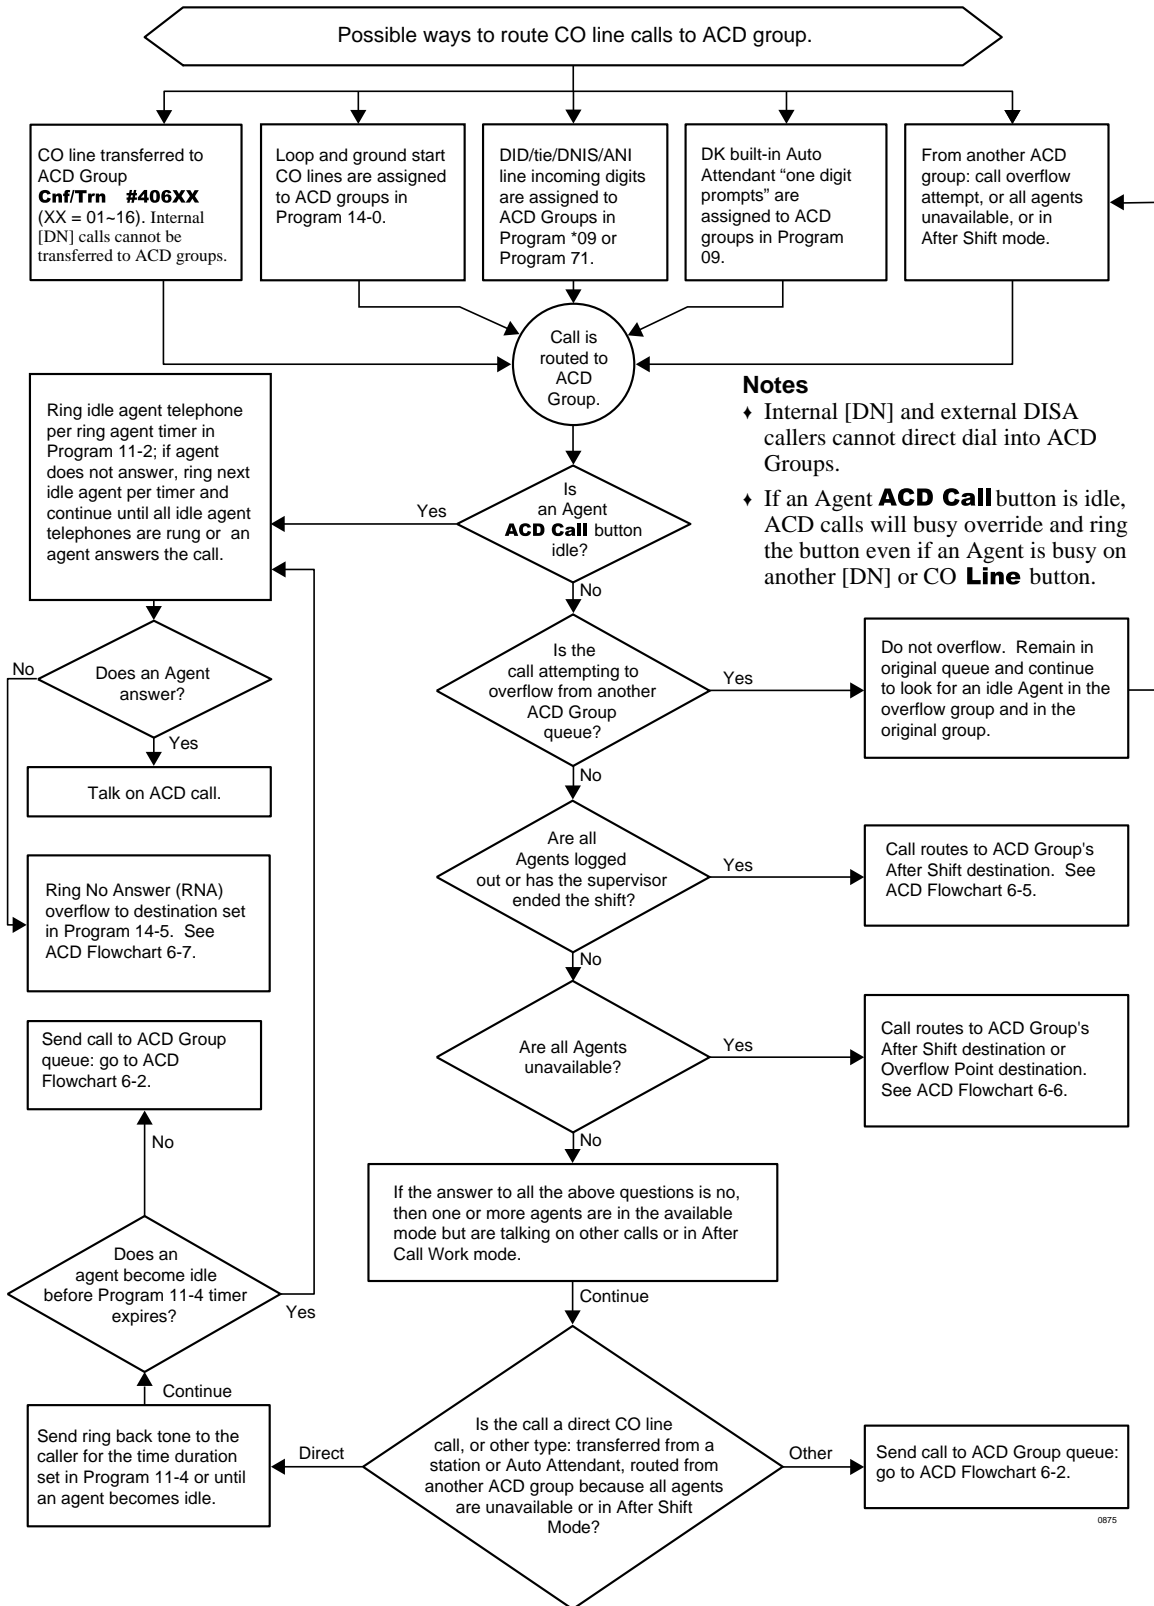 Possible ways to route CO line calls to ACD group.
CO line transferred to
ACD Group
Cnf/Trn #406XX
(XX = 01~16). Internal
[DN] calls cannot be
transferred to ACD groups.
Loop and ground start
CO lines are assigned
to ACD groups in
Program 14-0.
DID/tie/DNIS/ANI
line incoming digits
are assigned to
ACD Groups in
Program *09 or
Program 71.
DK built-in Auto
Attendant “one digit
prompts” are
assigned to ACD
groups in Program
09.
From another ACD
group: call overflow
attempt, or all agents
unavailable, or in
After Shift mode.
Call is
routed to
ACD
Group.
Notes
♦ Internal [DN] and external DISA
callers cannot direct dial into ACD
Groups.
♦ If an Agent ACD Call button is idle,
ACD calls will busy override and ring
the button even if an Agent is busy on
another [DN] or CO Line button.
Ring idle agent telephone
per ring agent timer in
Program 11-2; if agent
does not answer, ring next
idle agent per timer and
continue until all idle agent
telephones are rung or an
agent answers the call.
Yes
Is
an Agent
ACD Call button
idle?
No
No
Does an Agent
answer?
Yes
Talk on ACD call.
Is the
call attempting to
overflow from another
ACD Group
queue?
Yes
No
Do not overflow. Remain in
original queue and continue
to look for an idle Agent in the
overflow group and in the
original group.
Ring No Answer (RNA)
overflow to destination set
in Program 14-5. See
ACD Flowchart 6-7.
Are all
Agents logged
out or has the supervisor
ended the shift?
Yes
No
Call routes to ACD Group's
After Shift destination. See
ACD Flowchart 6-5.
Send call to ACD Group
queue: go to ACD
Flowchart 6-2.
No
Are all Agents
unavailable?
Yes
No
Call routes to ACD Group's
After Shift destination or
Overflow Point destination.
See ACD Flowchart 6-6.
If the answer to all the above questions is no,
then one or more agents are in the available
mode but are talking on other calls or in After
Call Work mode.
Continue
Does an
agent become idle
before Program 11-4 timer
expires?
Yes
Continue
Send ring back tone to the
caller for the time duration
set in Program 11-4 or until
an agent becomes idle.
Direct
Is the call a direct CO line
call, or other type: transferred from a
station or Auto Attendant, routed from
another ACD group because all agents
are unavailable or in After Shift
Mode?
Other
Send call to ACD Group queue:
go to ACD Flowchart 6-2.
0875